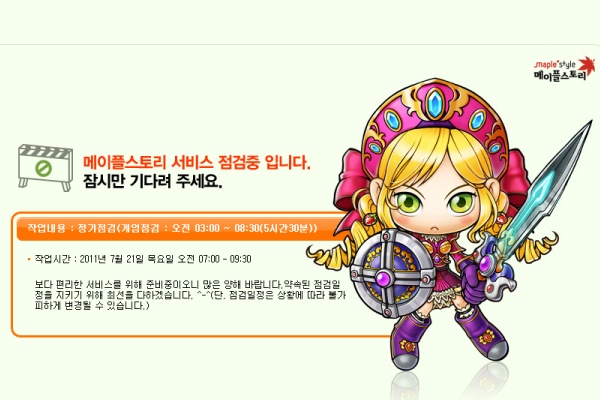 maple*style
메이플스토리
메이플스토리 서비스 점검중 입니다.
잠시만 기다려 주세요.
작업내용 : 정기점검(게임점검 : 오전 03:00 ~ 08:30(5시간30분))
작업시간 : 2011년 7월 21일 목요일 오전 07:00 - 09:30
보다 편리한 서비스를 위해 준비중이오니 많은 양해 바랍니다.약속된 점검일
정을 지키기 위해 최선을 다하겠습니다. ^-^(단. 점검일정은 상황에 따라 불가
피하게 변경될 수 있습니다.)